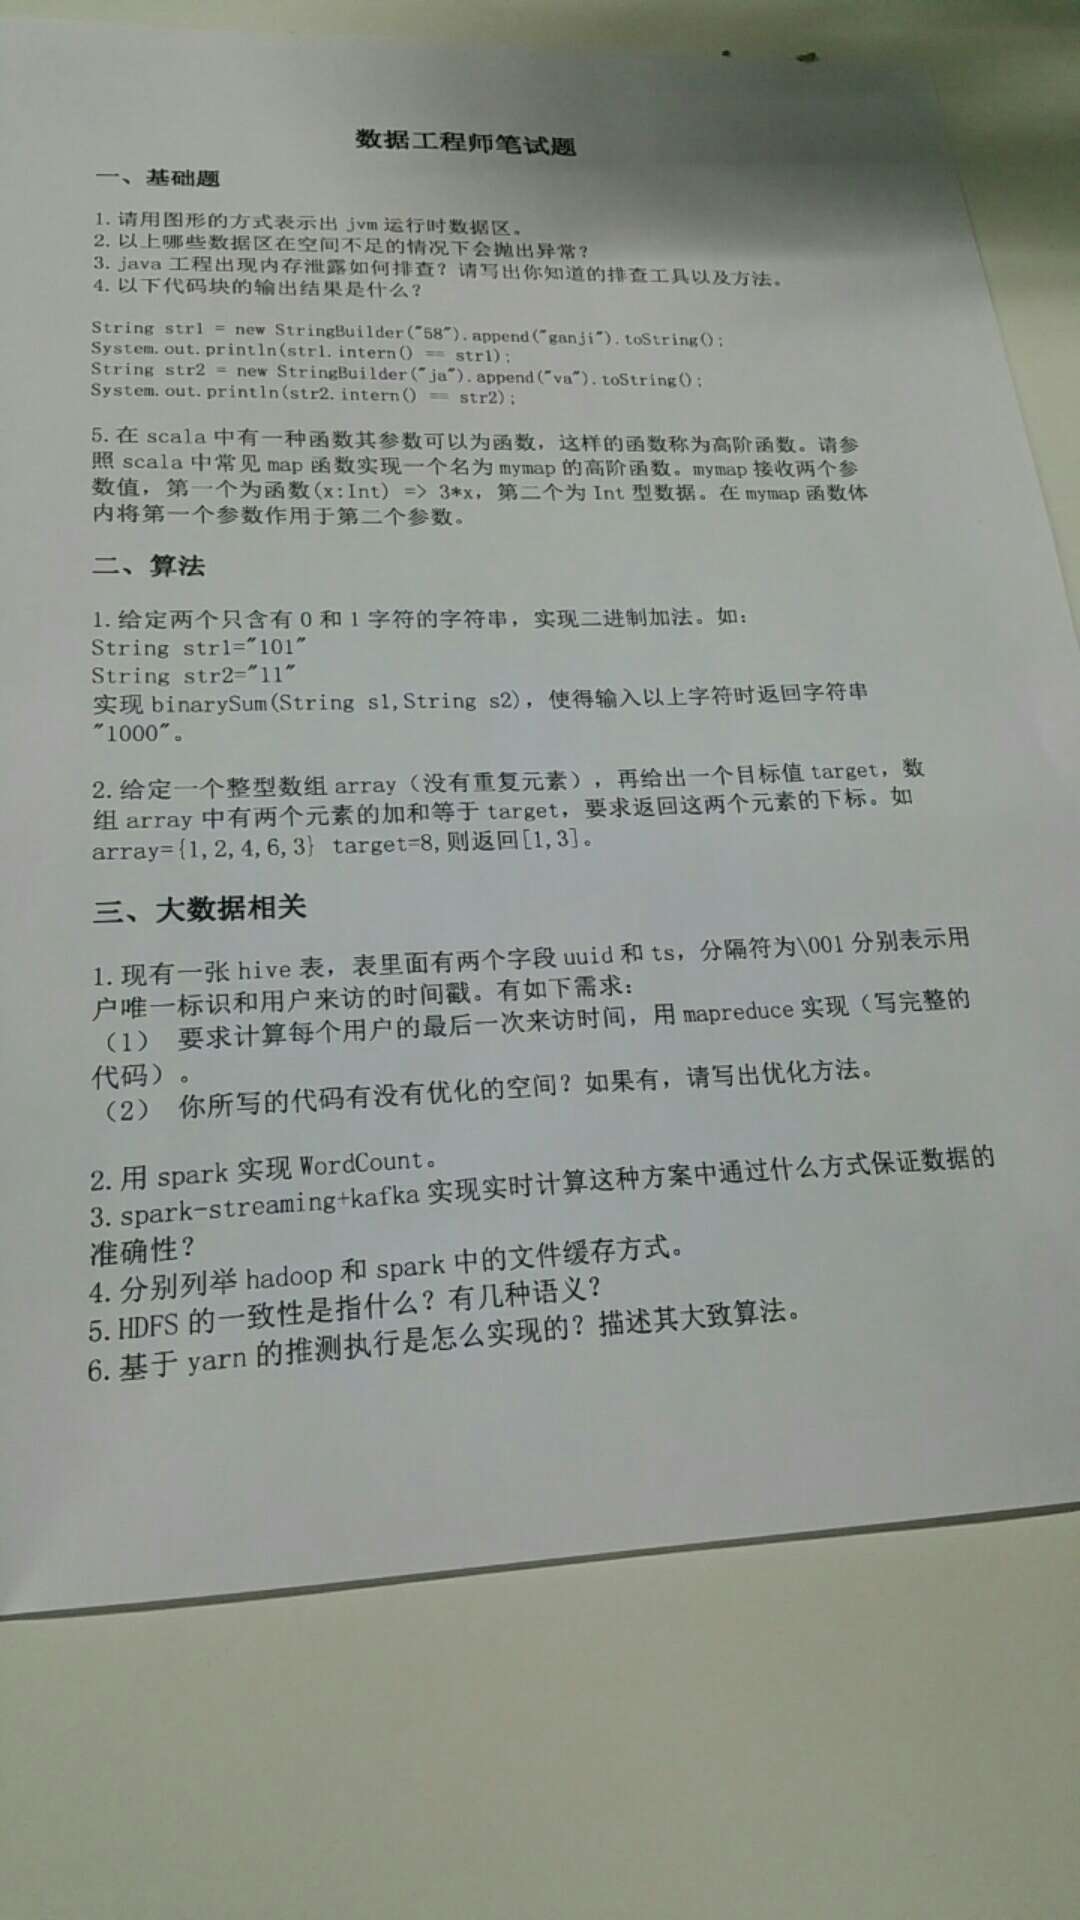 数据工程师笔试题
一、基础题
1. 请用图形的方式表示出 jvm 运行时数据区。
2. 以上哪些数据区在空间不足的情况下会抛出异常？
3. java 工程出现内存泄露如何排查？请写出你知道的排查工具以及方法。
4. 以下代码块的输出结果是什么？
String str1 = new StringBuilder("58").append("ganji").toString();
System.out.println(str1.intern() == str1);
String str2 = new StringBuilder("ja").append("va").toString();
System.out.println(str2.intern() == str2);
5. 在 scala 中有一种函数其参数可以为函数，这样的函数称为高阶函数。请参
照 scala 中常见 map 函数实现一个名为 mymap 的高阶函数。mymap 接收两个参
数值，第一个为函数(x:Int) => 3*x，第二个为 Int 型数据。在 mymap 函数体
内将第一个参数作用于第二个参数。
二、算法
1. 给定两个只含有 0 和 1 字符的字符串，实现二进制加法。如：
String str1="101"
String str2="11"
实现 binarySum(String s1,String s2)，使得输入以上字符时返回字符串
"1000"。
2. 给定一个整型数组 array（没有重复元素），再给出一个目标值 target，数
组 array 中有两个元素的加和等于 target，要求返回这两个元素的下标。如
array={1,2,4,6,3} target=8,则返回[1,3]。
三、大数据相关
1. 现有一张 hive 表，表里面有两个字段 uuid 和 ts，分隔符为\001 分别表示用
户唯一标识和用户来访的时间戳。有如下需求：
（1） 要求计算每个用户的最后一次来访时间，用 mapreduce 实现（写完整的
代码）。
（2） 你所写的代码有没有优化的空间？如果有，请写出优化方法。
2. 用 spark 实现 WordCount。
3. spark-streaming+kafka 实现实时计算这种方案中通过什么方式保证数据的
准确性？
4. 分别列举 hadoop 和 spark 中的文件缓存方式。
5. HDFS 的一致性是指什么？有几种语义？
6. 基于 yarn 的推测执行是怎么实现的？描述其大致算法。